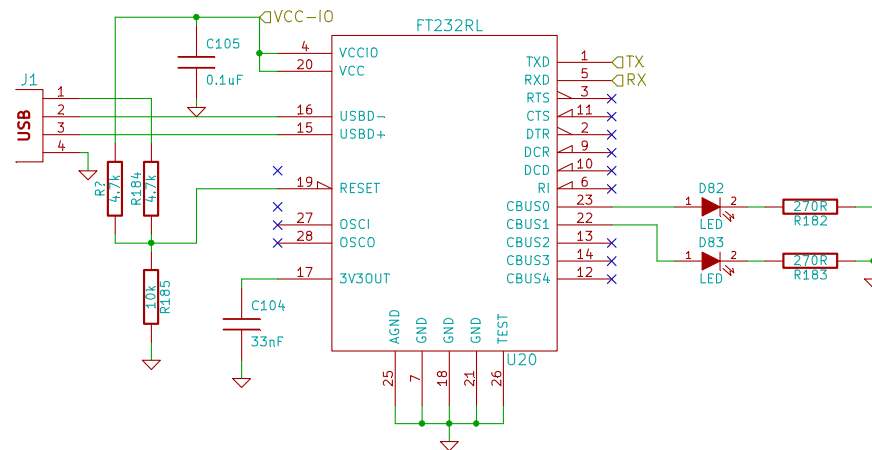 VCC-IO
FT232RL
C105
0.1uF
J1
USB
1
2
3
4
4
VCCIO
20
VCC
16
USBD-
15
USBD+
19
RESET
27
OSCI
28
OSCO
17
3V3OUT
TXD
1
TX
RXD
5
RX
RTS
3
CTS
11
DTR
2
DCR
9
DCD
10
RI
6
CBUS0
23
CBUS1
22
CBUS2
13
CBUS3
14
CBUS4
12
R?
4.7k
R184
4.7k
10k
R185
C104
33nF
AGND
GND
GND
GND
TEST
U20
25
7
18
21
26
D82
1
2
LED
270R
R182
D83
1
2
LED
270R
R183